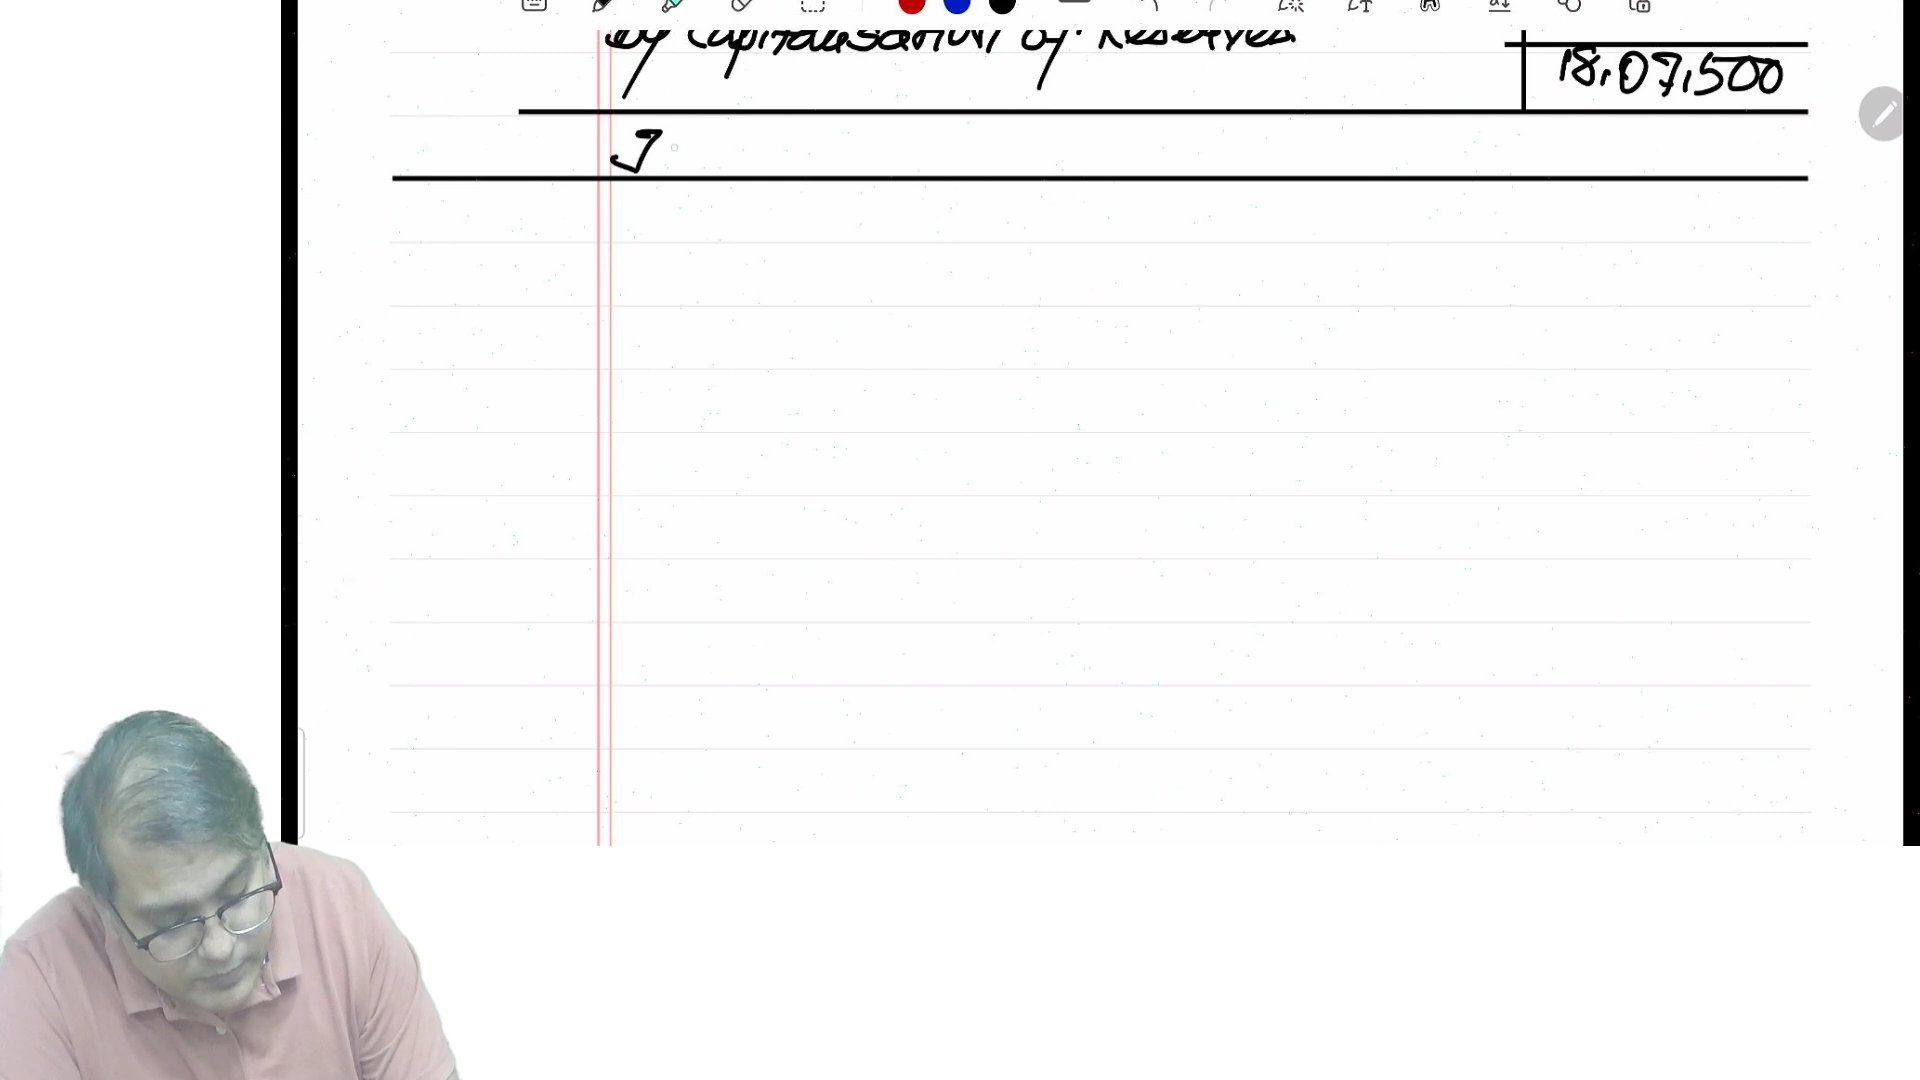 by Capitalisation of Reserves
18,07,500
J